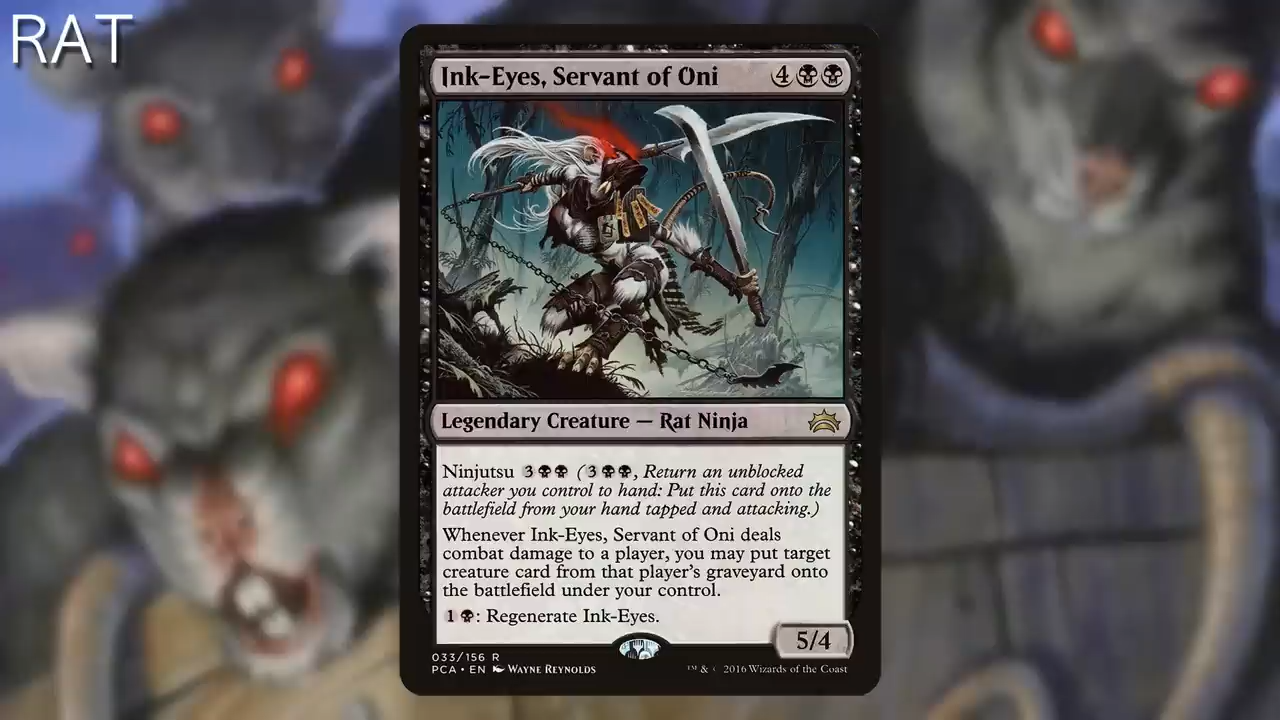 RAT
Ink-Eyes, Servant of Oni 4
Legendary Creature — Rat Ninja
Ninjutsu 3 (3, Return an unblocked
attacker you control to hand: Put this card onto the
battlefield from your hand tapped and attacking.)
Whenever Ink-Eyes, Servant of Oni deals
combat damage to a player, you may put target
creature card from that player's graveyard onto
the battlefield under your control.
1: Regenerate Ink-Eyes.
5/4
033/156 R
PCA • EN WAYNE REYNOLDS ™ & © 2016 Wizards of the Coast